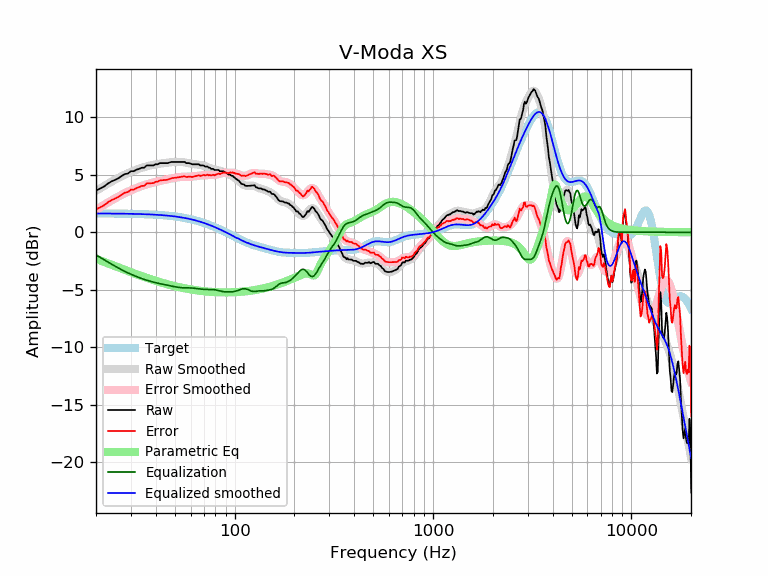 V-Moda XS
10
5
0
−5
−10
−15
−20
Amplitude (dBr)
Target
Raw Smoothed
Error Smoothed
Raw
Error
Parametric Eq
Equalization
Equalized smoothed
100
1000
10000
Frequency (Hz)